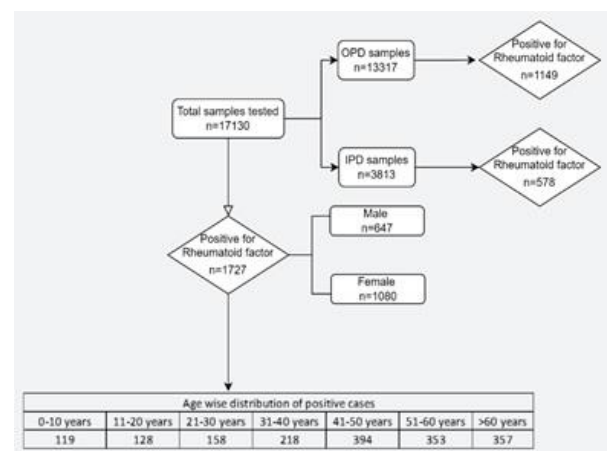 OPD samples
n=13317
Positive for
Rheumatoid factor
n=1149
Total samples tested
n=17130
IPD samples
n=3813
Positive for
Rheumatoid factor
n=578
Male
n=647
Positive for
Rheumatoid factor
n=1727
Female
n=1080
Age wise distribution of positive cases
0-10 years 11-20 years 21-30 years 31-40 years 41-50 years 51-60 years >60 years
119 128 158 218 394 353 357